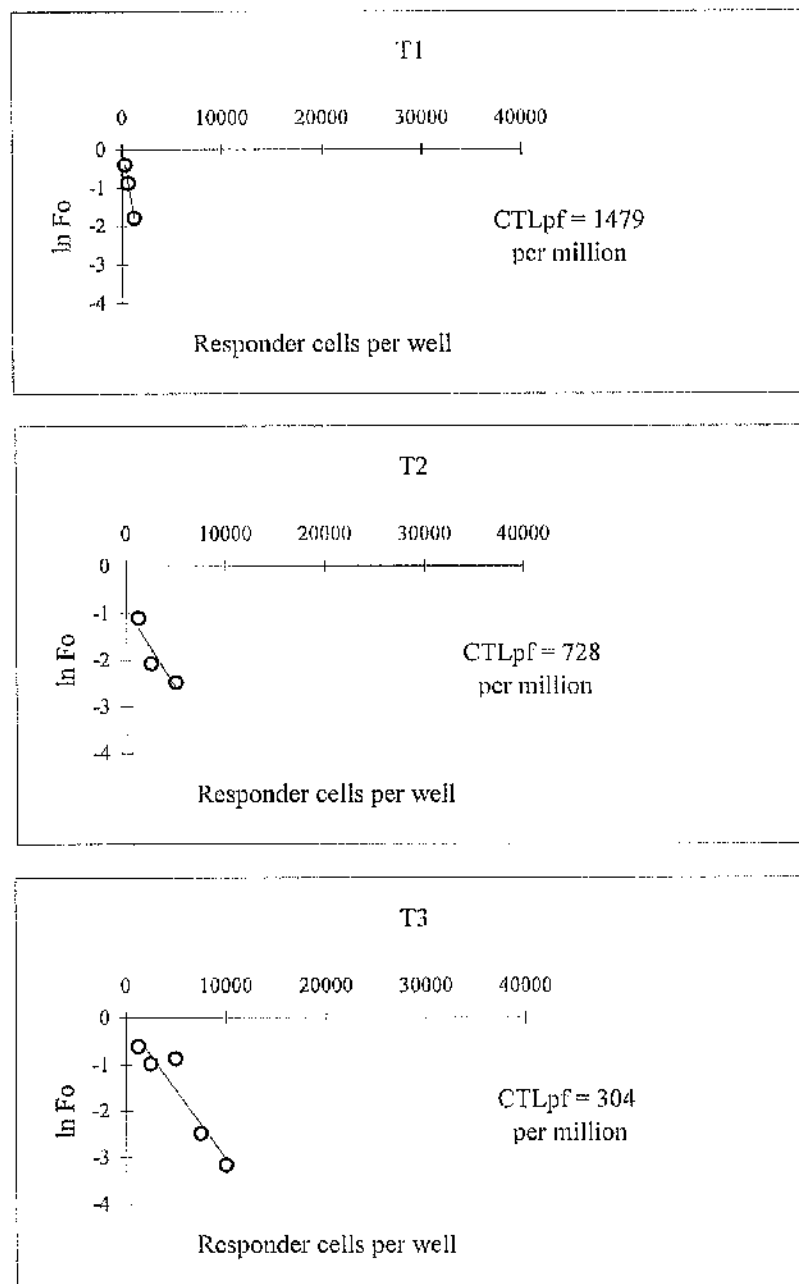 T1
0 10000 20000 30000 40000
0
-1
-2
-3
-4
ln Fo
CTLpf = 1479
per million
Responder cells per well
T2
0 10000 20000 30000 40000
0
-1
-2
-3
-4
ln Fo
CTLpf = 728
per million
Responder cells per well
T3
0 10000 20000 30000 40000
0
-1
-2
-3
-4
ln Fo
CTLpf = 304
per million
Responder cells per well